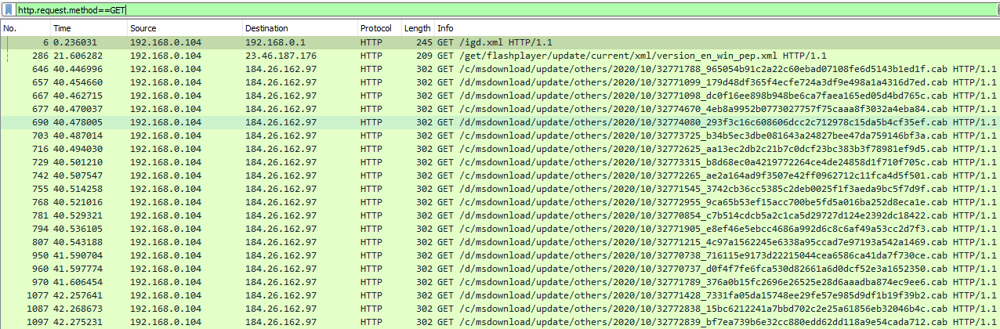 http.request.method==GET
No. Time Source Destination Protocol Length Info
6 0.236031 192.168.0.104 192.168.0.1 HTTP 245 GET /igd.xml HTTP/1.1
286 21.606282 192.168.0.104 23.46.187.176 HTTP 209 GET /get/flashplayer/update/current/xml/version_en_win_pep.xml HTTP/1.1
646 40.446996 192.168.0.104 184.26.162.97 HTTP 302 GET /c/msdownload/update/others/2020/10/32771788_965054b91c2a22c60ebad07108fe6d5143b1ed1f.cab HTTP/1.1
657 40.454660 192.168.0.104 184.26.162.97 HTTP 302 GET /d/msdownload/update/others/2020/10/32771099_179d48df365f4ecfe724a3df9e498a1a4316d7ed.cab HTTP/1.1
667 40.462715 192.168.0.104 184.26.162.97 HTTP 302 GET /d/msdownload/update/others/2020/10/32771098_dc0f16ee898b948be6ca7faea165ed05d4bd765c.cab HTTP/1.1
677 40.470037 192.168.0.104 184.26.162.97 HTTP 302 GET /c/msdownload/update/others/2020/10/32774670_4eb8a9952b0773027757f75caaa8f3032a4eba84.cab HTTP/1.1
690 40.478005 192.168.0.104 184.26.162.97 HTTP 302 GET /d/msdownload/update/others/2020/10/32774080_293f3c16c608606dcc2c712978c15da5b4cf35ef.cab HTTP/1.1
703 40.487014 192.168.0.104 184.26.162.97 HTTP 302 GET /c/msdownload/update/others/2020/10/32773725_b34b5ec3dbe081643a24827bee47da759146bf3a.cab HTTP/1.1
716 40.494030 192.168.0.104 184.26.162.97 HTTP 302 GET /c/msdownload/update/others/2020/10/32772625_aa13ec2db2c21b7c0dcf23bc383b3f78981ef9d5.cab HTTP/1.1
729 40.501210 192.168.0.104 184.26.162.97 HTTP 302 GET /c/msdownload/update/others/2020/10/32773315_b8d68ec0a4219772264ce4de24858d1f710f705c.cab HTTP/1.1
742 40.507547 192.168.0.104 184.26.162.97 HTTP 302 GET /c/msdownload/update/others/2020/10/32772265_ae2a164ad9f3507e42ff0962712c11fca4d5f501.cab HTTP/1.1
755 40.514258 192.168.0.104 184.26.162.97 HTTP 302 GET /d/msdownload/update/others/2020/10/32771545_3742cb36cc5385c2deb0025f1f3aeda9bc5f7d9f.cab HTTP/1.1
768 40.521016 192.168.0.104 184.26.162.97 HTTP 302 GET /c/msdownload/update/others/2020/10/32772955_9ca65b53ef15acc700be5fd5a016ba252d8eca1e.cab HTTP/1.1
781 40.529321 192.168.0.104 184.26.162.97 HTTP 302 GET /d/msdownload/update/others/2020/10/32770854_c7b514cdcb5a2c1ca5d29727d124e2392dc18422.cab HTTP/1.1
794 40.536105 192.168.0.104 184.26.162.97 HTTP 302 GET /c/msdownload/update/others/2020/10/32771905_e8ef46e5ebcc4686a992d6c8c6af49a53cc2d7f3.cab HTTP/1.1
807 40.543188 192.168.0.104 184.26.162.97 HTTP 302 GET /c/msdownload/update/others/2020/10/32771215_4c97a1562245e6338a95ccad7e97193a542a1469.cab HTTP/1.1
950 41.590704 192.168.0.104 184.26.162.97 HTTP 302 GET /c/msdownload/update/others/2020/10/32770738_716115e9173d22215044cea6586ca41da7f730ce.cab HTTP/1.1
960 41.597774 192.168.0.104 184.26.162.97 HTTP 302 GET /d/msdownload/update/others/2020/10/32770737_d0f4f7fe6fca530d82661a6d0dcf52e3a1652350.cab HTTP/1.1
970 41.606454 192.168.0.104 184.26.162.97 HTTP 302 GET /c/msdownload/update/others/2020/10/32771789_376a0b15fc2696e26525e28d6aaadba874ec9ee6.cab HTTP/1.1
1077 42.257641 192.168.0.104 184.26.162.97 HTTP 302 GET /d/msdownload/update/others/2020/10/32771428_7331fa05da15748ee29fe57e985d9df1b19f39b2.cab HTTP/1.1
1087 42.268673 192.168.0.104 184.26.162.97 HTTP 302 GET /d/msdownload/update/others/2020/10/32772838_15bc6212241a7bbd702c2e25a61856eb32046b4c.cab HTTP/1.1
1097 42.275231 192.168.0.104 184.26.162.97 HTTP 302 GET /d/msdownload/update/others/2020/10/32772839_bf7ea739b6e32cc880edd62dd118a9e54cada712.cab HTTP/1.1